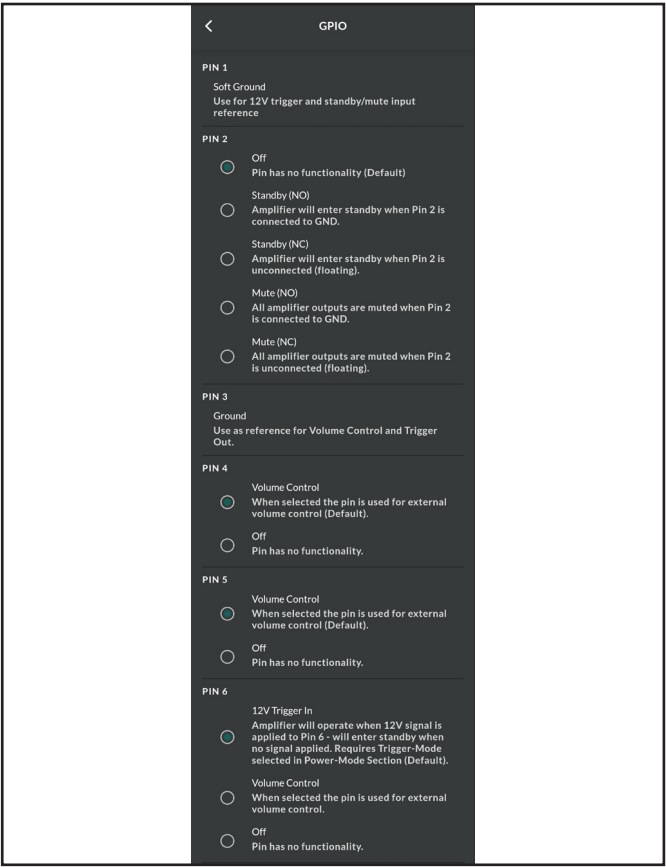 GPIO
PIN 1
Soft Ground
Use for 12V trigger and standby/mute input
reference
PIN 2
Off
Pin has no functionality (Default)
Standby (NO)
Amplifier will enter standby when Pin 2 is
connected to GND.
Standby (NC)
Amplifier will enter standby when Pin 2 is
unconnected (floating).
Mute (NO)
All amplifier outputs are muted when Pin 2
is connected to GND.
Mute (NC)
All amplifier outputs are muted when Pin 2
is unconnected (floating).
PIN 3
Ground
Use as reference for Volume Control and Trigger
Out.
PIN 4
Volume Control
When selected the pin is used for external
volume control (Default).
Off
Pin has no functionality.
PIN 5
Volume Control
When selected the pin is used for external
volume control (Default).
Off
Pin has no functionality.
PIN 6
12V Trigger In
Amplifier will operate when 12V signal is
applied to Pin 6 - will enter standby when
no signal applied. Requires Trigger-Mode
selected in Power-Mode Section (Default).
Volume Control
When selected the pin is used for external
volume control.
Off
Pin has no functionality.